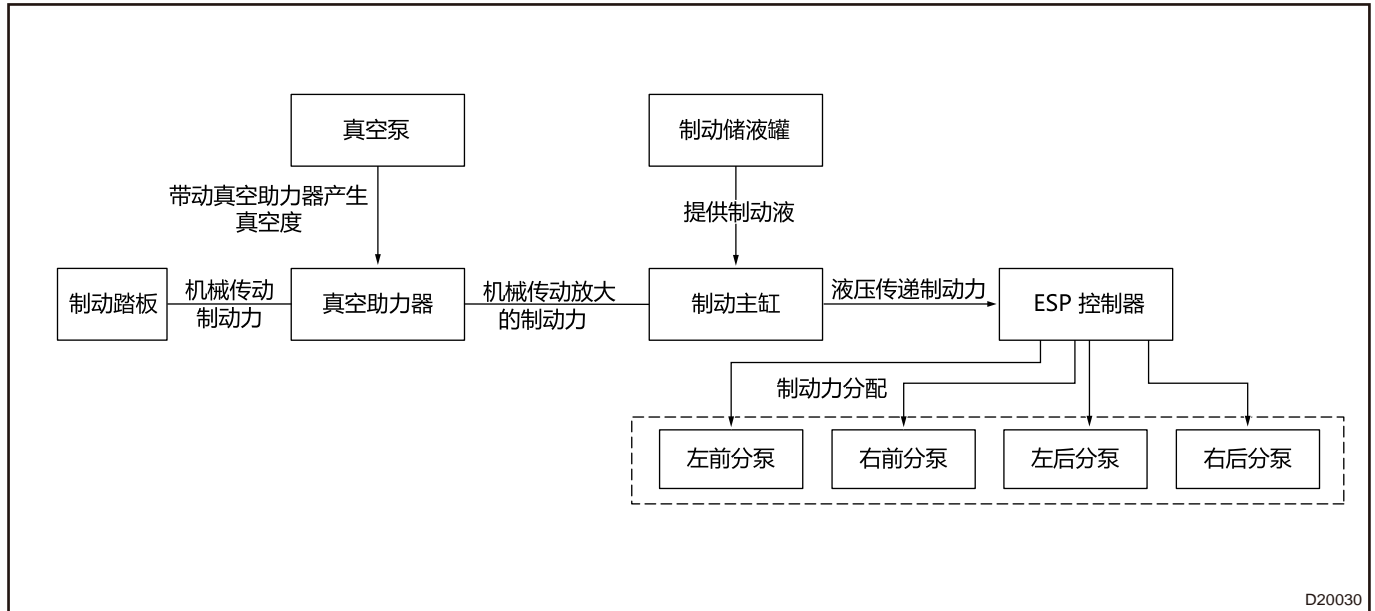 真空泵
制动储液罐
带动真空助力器产生
真空度
提供制动液
制动踏板
机械传动
制动力
真空助力器
机械传动放大
的制动力
制动主缸
液压传递制动力
ESP 控制器
制动力分配
左前分泵
右前分泵
左后分泵
右后分泵
D20030